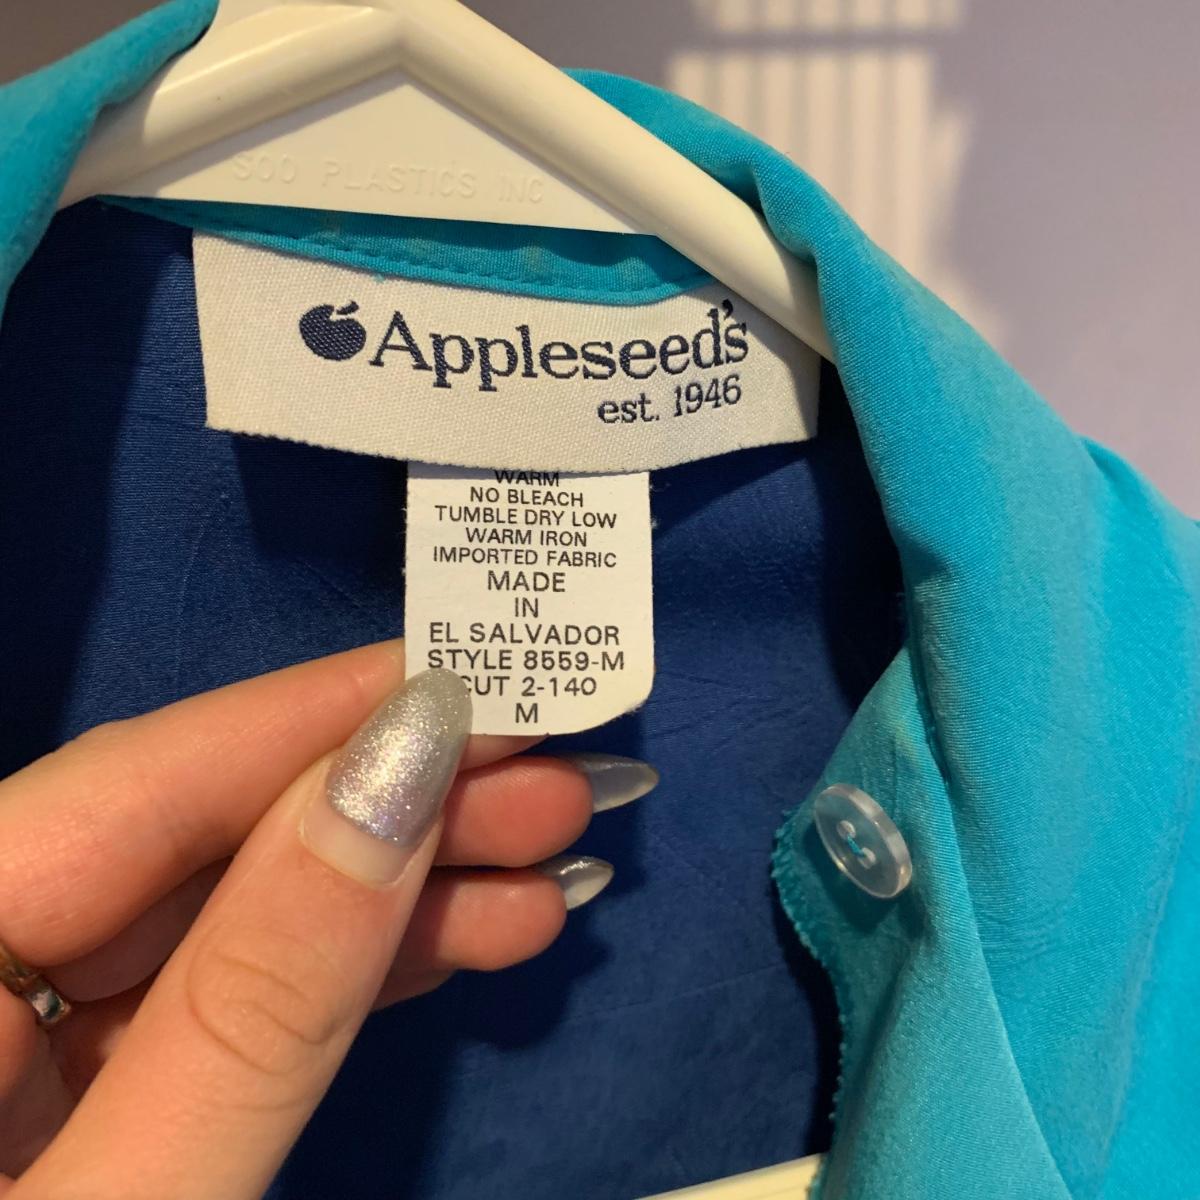 SOO PLASTICS INC
Appleseed's
est. 1946
WARM
NO BLEACH
TUMBLE DRY LOW
WARM IRON
IMPORTED FABRIC
MADE
IN
EL SALVADOR
STYLE 8559-M
CUT 2-140
M